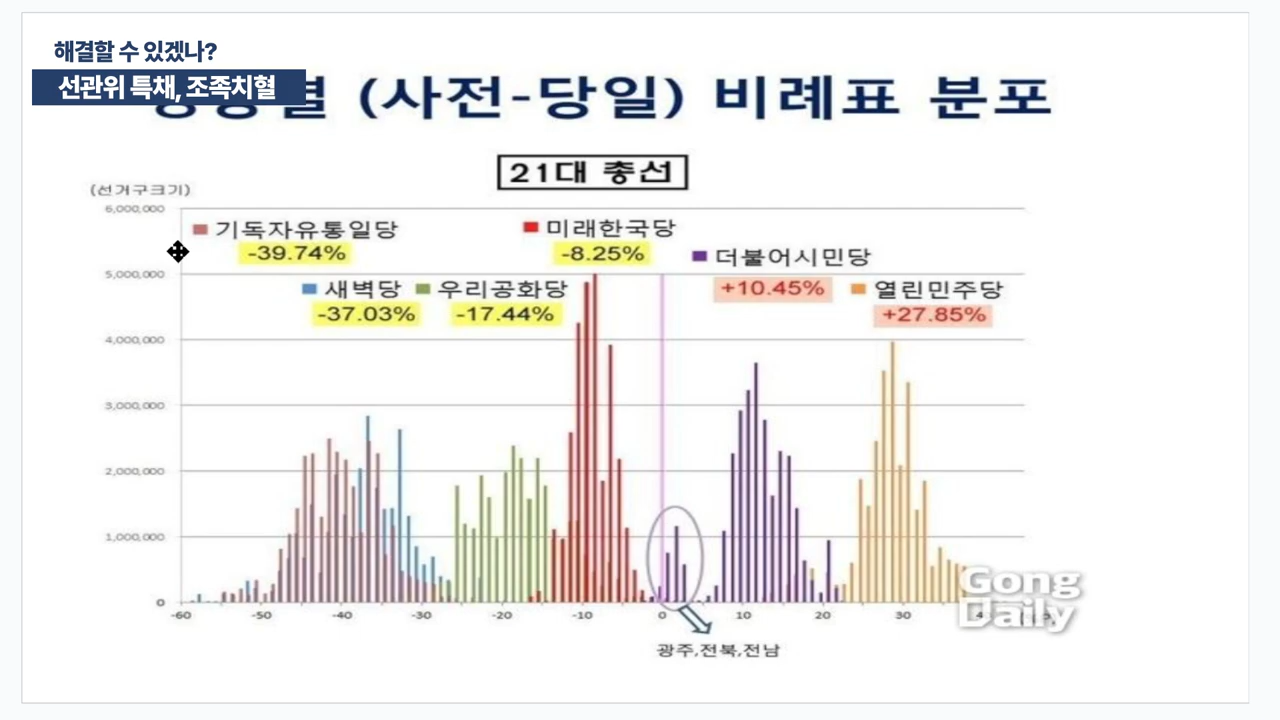 해결할 수 있겠나?
선관위 특채, 조족치혈
(사전-당일) 비례표 분포
21대 총선
(선거구크기)
6,000,000
기독자유통일당
미래한국당
-39.74%
-8.25%
더불어시민당
5,000,000
새벽당
우리공화당
+10.45%
열린민주당
-37.03%
-17.44%
+27.85%
4,000,000
3,000,000
2,000,000
1,000,000
0
-60 -50 -40 -30 -20 -10 0 10 20 30
광주,전북,전남
Gong
Daily